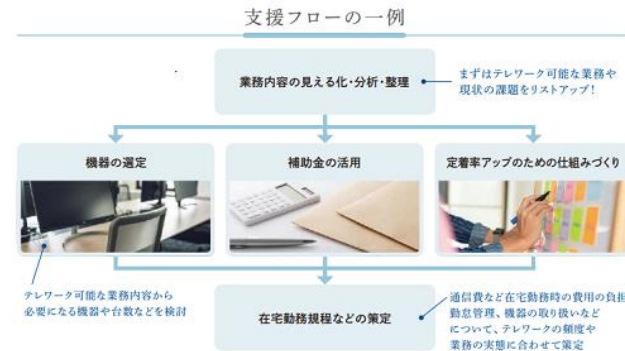 支援フローの一例
業務内容の見える化・分析・整理
まずはテレワーク可能な業務や
現状の課題をリストアップ！
機器の選定
補助金の活用
定着率アップのための仕組みづくり
テレワーク可能な業務内容から
必要になる機器や台数などを検討
在宅勤務規程などの策定
通信費など在宅勤務時の費用の負担
勤怠管理、機器の取り扱いなど
について、テレワークの頻度や
業務の実態に合わせて策定